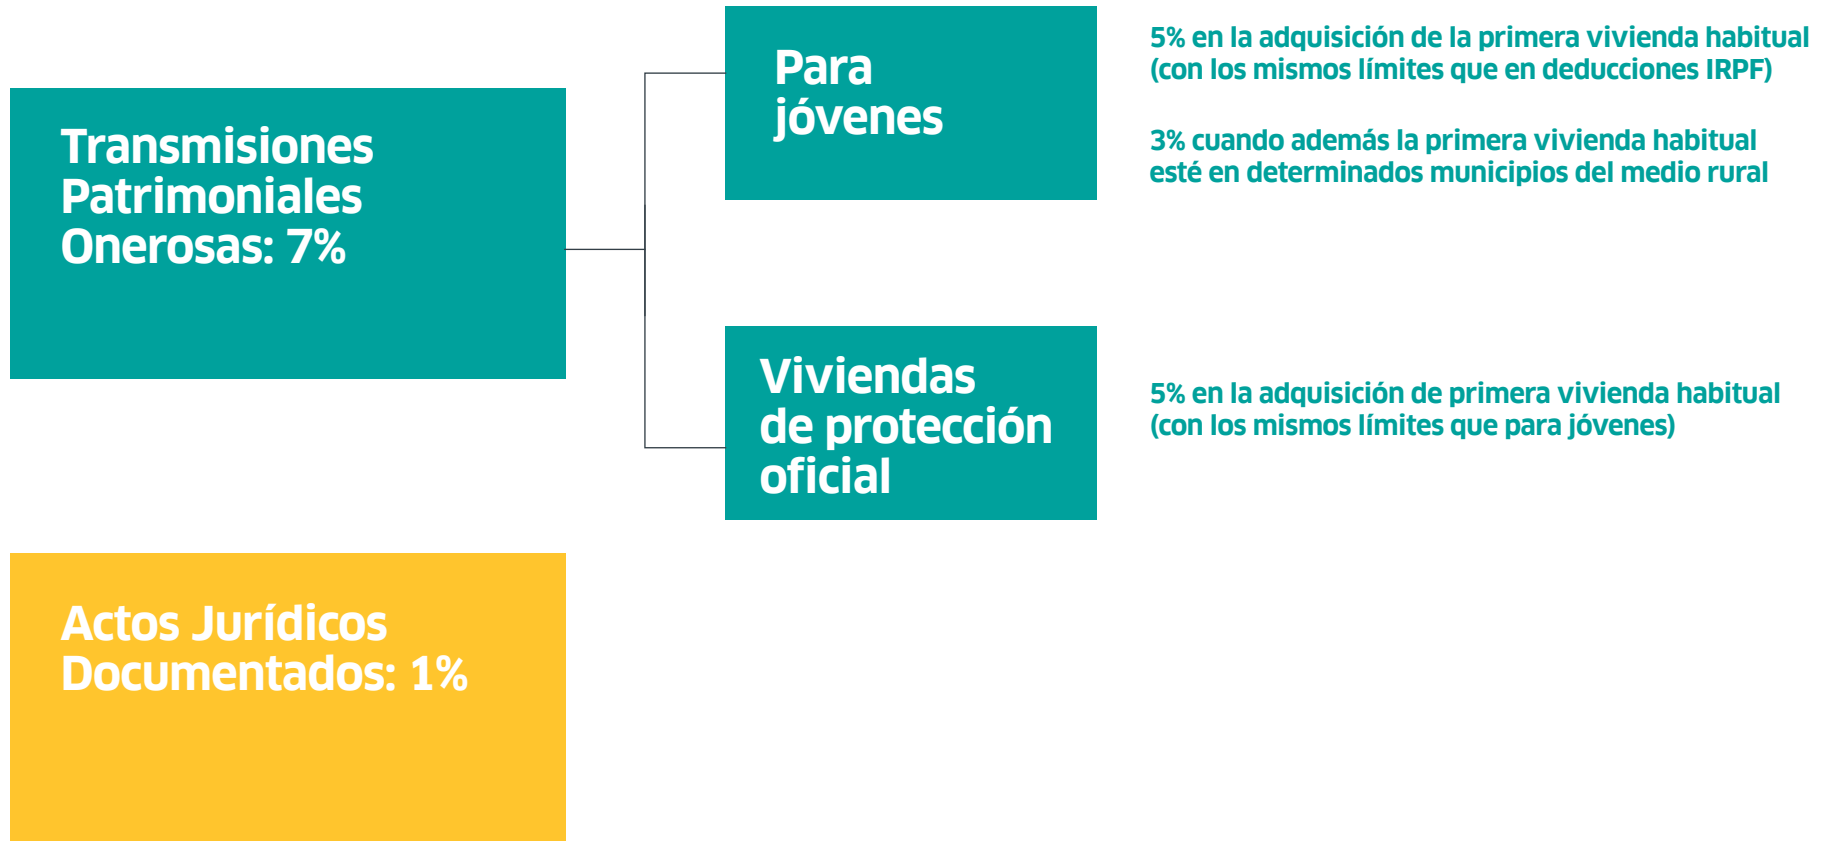 Transmisiones
Patrimoniales
Onerosas: 7%
Para
jóvenes
5% en la adquisición de la primera vivienda habitual
(con los mismos límites que en deducciones IRPF)
3% cuando además la primera vivienda habitual
esté en determinados municipios del medio rural
Viviendas
de protección
oficial
5% en la adquisición de primera vivienda habitual
(con los mismos límites que para jóvenes)
Actos Jurídicos
Documentados: 1%